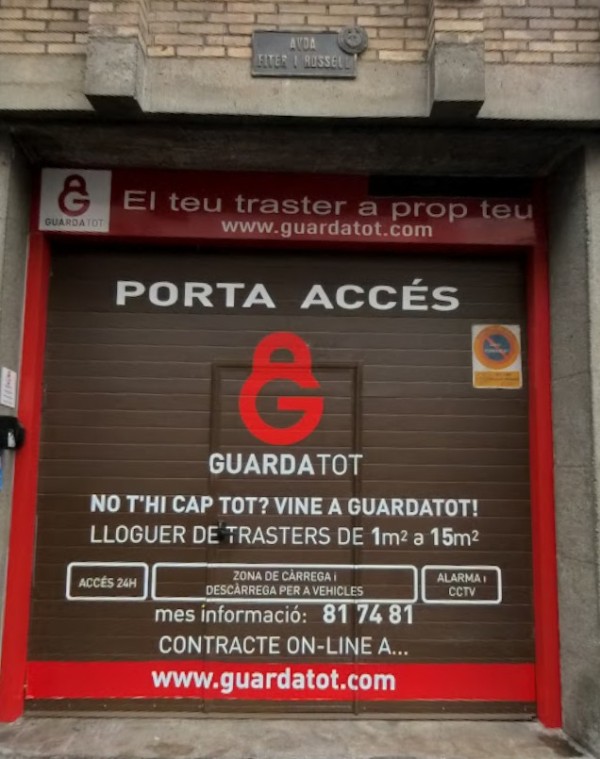 AVDA
FITER I ROSSELL
GUARDATOT
El teu traster a prop teu
www.guardatot.com
PORTA ACCÉS
GUARDATOT
NO T'HI CAP TOT? VINE A GUARDATOT!
LLOGUER DE TRASTERS DE 1m² a 15m²
ACCÉS 24H
ZONA DE CÀRREGA i
DESCÀRREGA PER A VEHICLES
ALARMA i
CCTV
mes informació: 81 74 81
CONTRACTE ON-LINE A...
www.guardatot.com